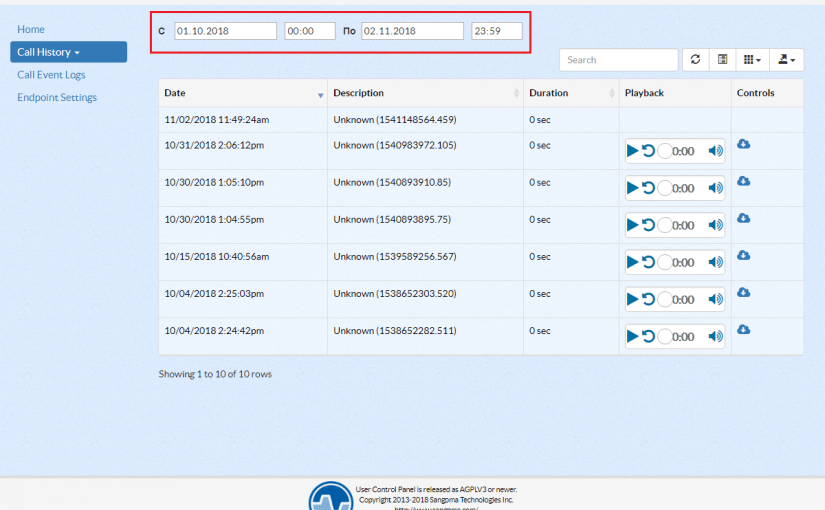 Home
С 01.10.2018 00:00 По 02.11.2018 23:59
Call History
Call Event Logs
Endpoint Settings
Search
Date Description Duration Playback Controls
11/02/2018 11:49:24am Unknown (1541148564.459) 0 sec
10/31/2018 2:06:12pm Unknown (1540983972.105) 0 sec 0:00
10/30/2018 1:05:10pm Unknown (1540893910.85) 0 sec 0:00
10/30/2018 1:04:55pm Unknown (1540893895.75) 0 sec 0:00
10/15/2018 10:40:56am Unknown (1539589256.567) 0 sec 0:00
10/04/2018 2:25:03pm Unknown (1538652303.520) 0 sec 0:00
10/04/2018 2:24:42pm Unknown (1538652282.511) 0 sec 0:00
Showing 1 to 10 of 10 rows
User Control Panel is released as AGPLV3 or newer.
Copyright 2013-2018 Sangoma Technologies Inc.
http://www.sangoma.com/